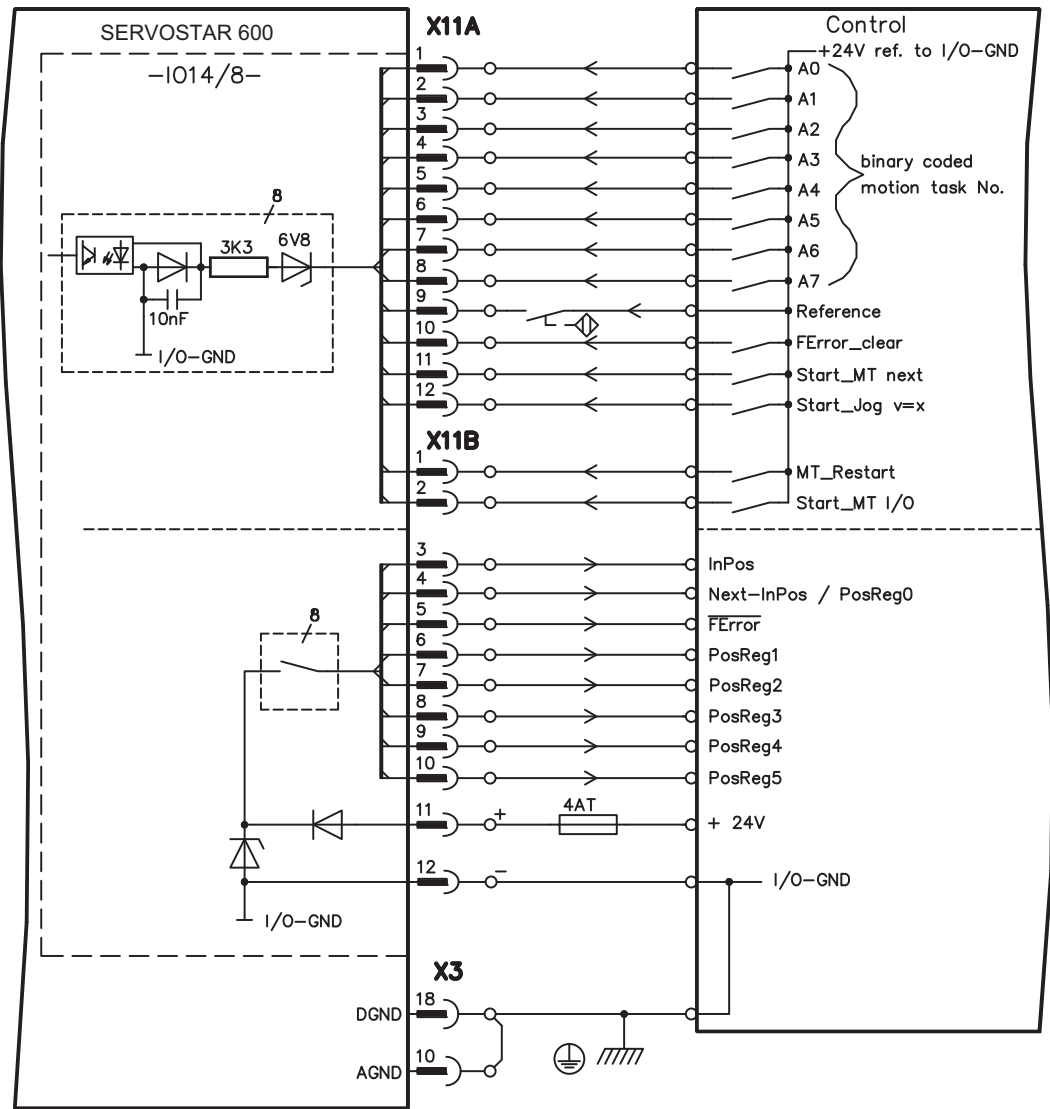 SERVOSTAR 600
-IO14/8-
X11A
Control
+24V ref. to I/O-GND
1
A0
2
A1
3
A2
4
A3
binary coded
motion task No.
5
A4
6
A5
7
A6
8
A7
9
Reference
10
FError_clear
11
Start_MT next
12
Start_Jog v=x
8
3K3
6V8
10nF
I/O-GND
X11B
1
MT_Restart
2
Start_MT I/O
3
InPos
4
Next-InPos / PosReg0
5
FError
6
PosReg1
7
PosReg2
8
PosReg3
9
PosReg4
10
PosReg5
8
11
+
4AT
+ 24V
12
-
I/O-GND
I/O-GND
X3
DGND
18
AGND
10